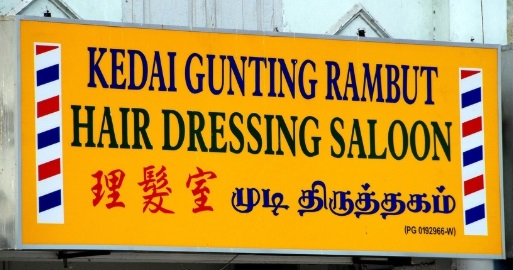 KEDAI GUNTING RAMBUT
HAIR DRESSING SALOON
理髮室 முடி திருத்தகம்
(PG 0192966-W)